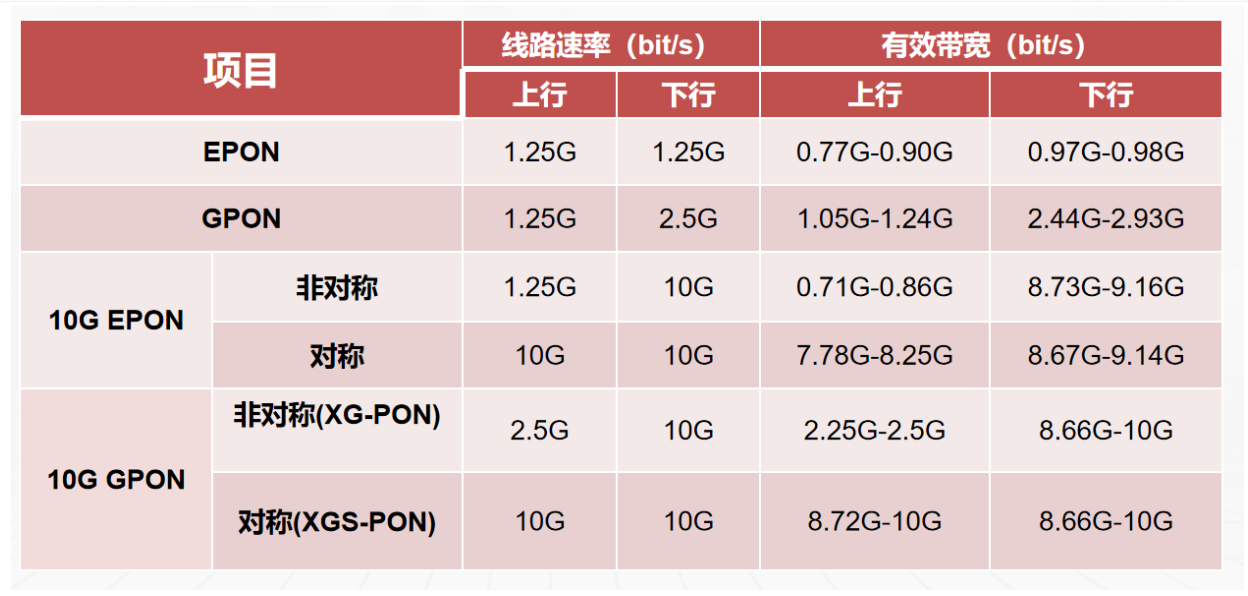 项目 线路速率（bit/s） 有效带宽（bit/s）
上行 下行 上行 下行
EPON 1.25G 1.25G 0.77G-0.90G 0.97G-0.98G
GPON 1.25G 2.5G 1.05G-1.24G 2.44G-2.93G
10G EPON 非对称 1.25G 10G 0.71G-0.86G 8.73G-9.16G
对称 10G 10G 7.78G-8.25G 8.67G-9.14G
10G GPON 非对称(XG-PON) 2.5G 10G 2.25G-2.5G 8.66G-10G
对称(XGS-PON) 10G 10G 8.72G-10G 8.66G-10G